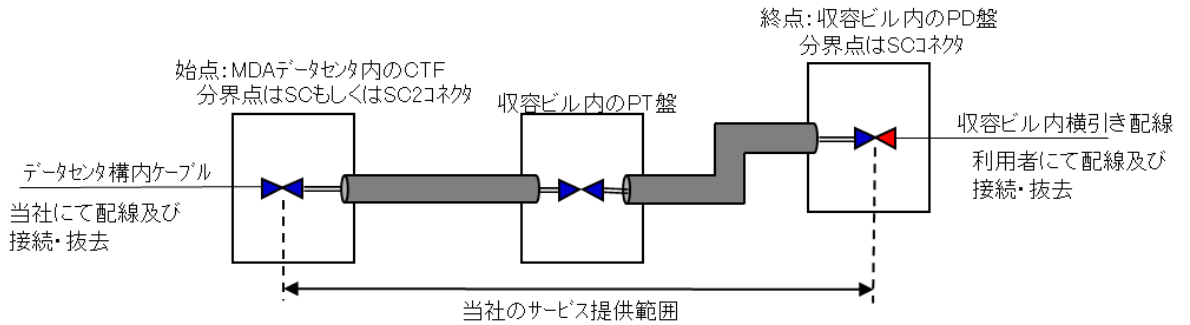 終点:収容ビル内のPD盤
分界点はSCコネクタ
始点:MDAデータセンタ内のCTF
分界点はSCもしくはSC2コネクタ
収容ビル内のPT盤
収容ビル内横引き配線
利用者にて配線及び
接続・抜去
データセンタ構内ケーブル
当社にて配線及び
接続・抜去
当社のサービス提供範囲